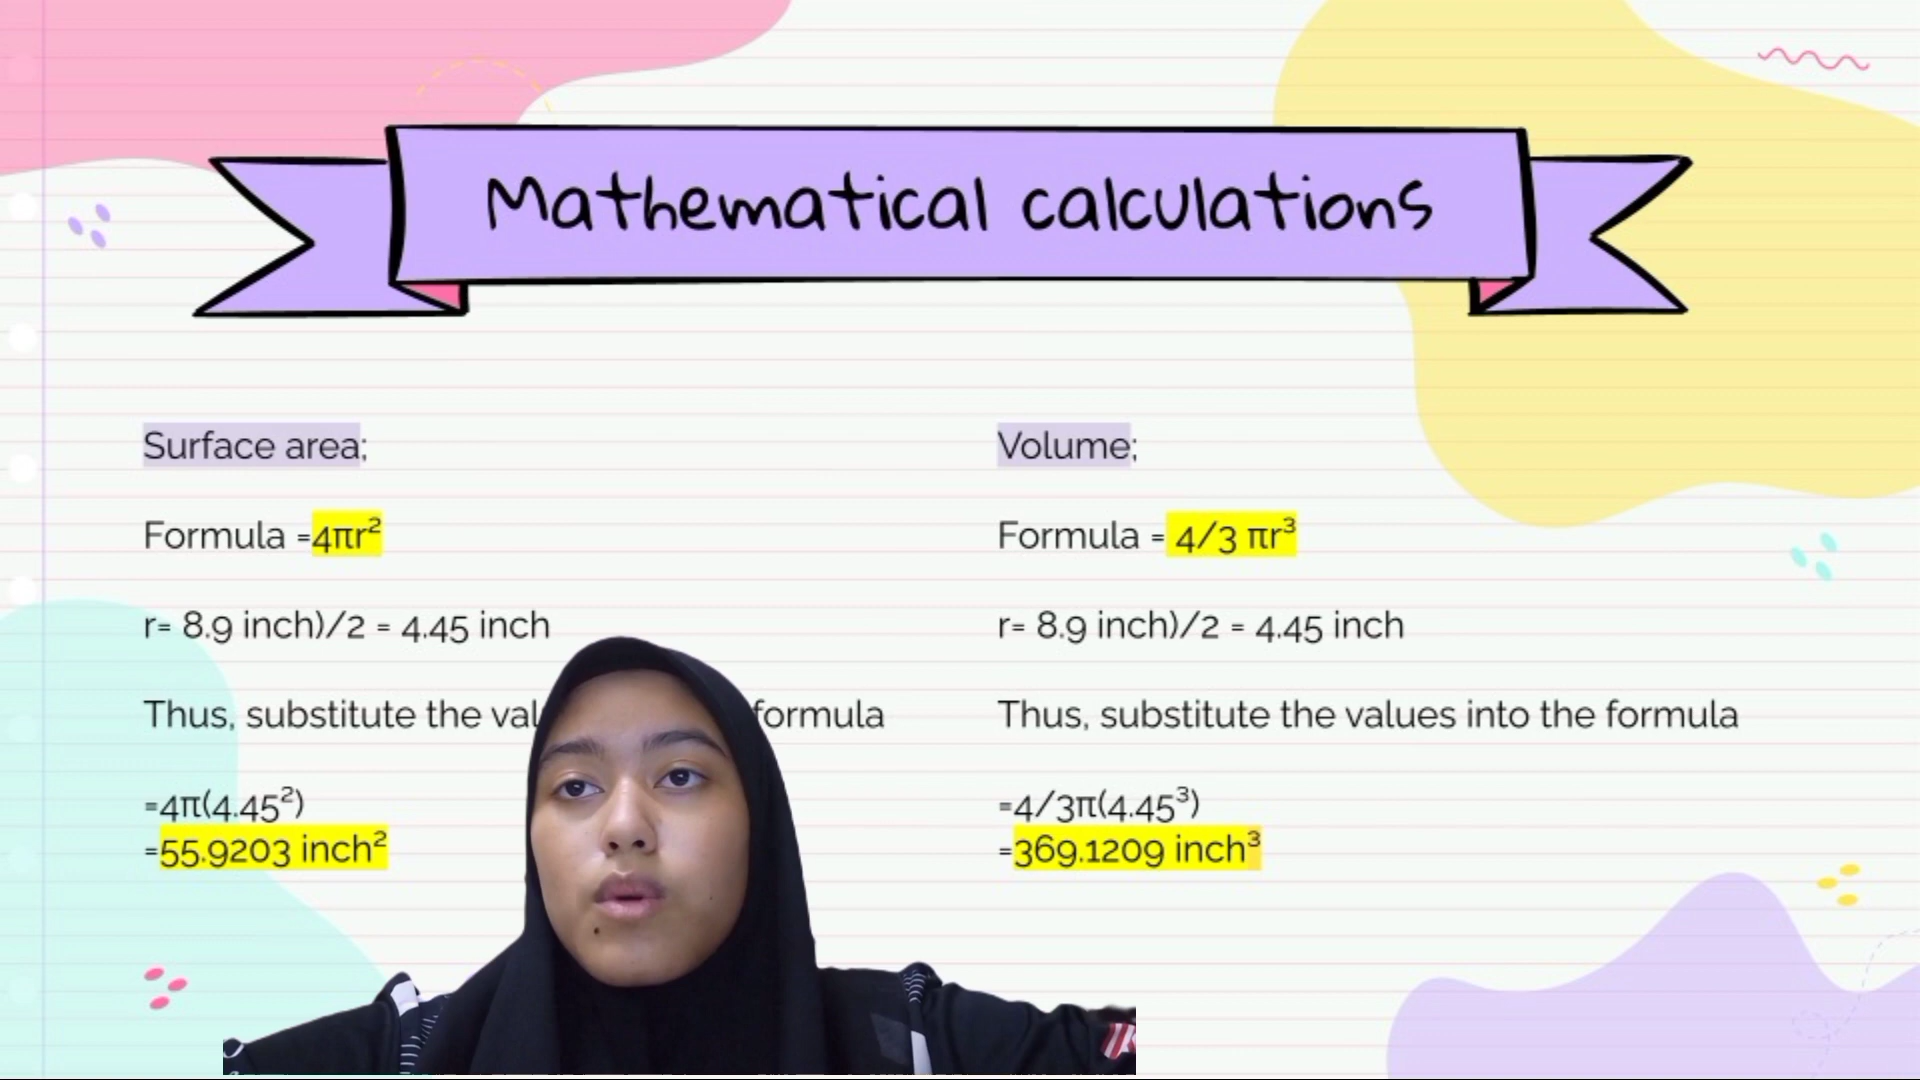 Mathematical calculations
Surface area;
Formula =4πr²
r= 8.9 inch)/2 = 4.45 inch
Thus, substitute the formula
=4π(4.45²)
=55.9203 inch²
Volume;
Formula = 4/3 πr³
r= 8.9 inch)/2 = 4.45 inch
Thus, substitute the values into the formula
=4/3π(4.45³)
=369.1209 inch³